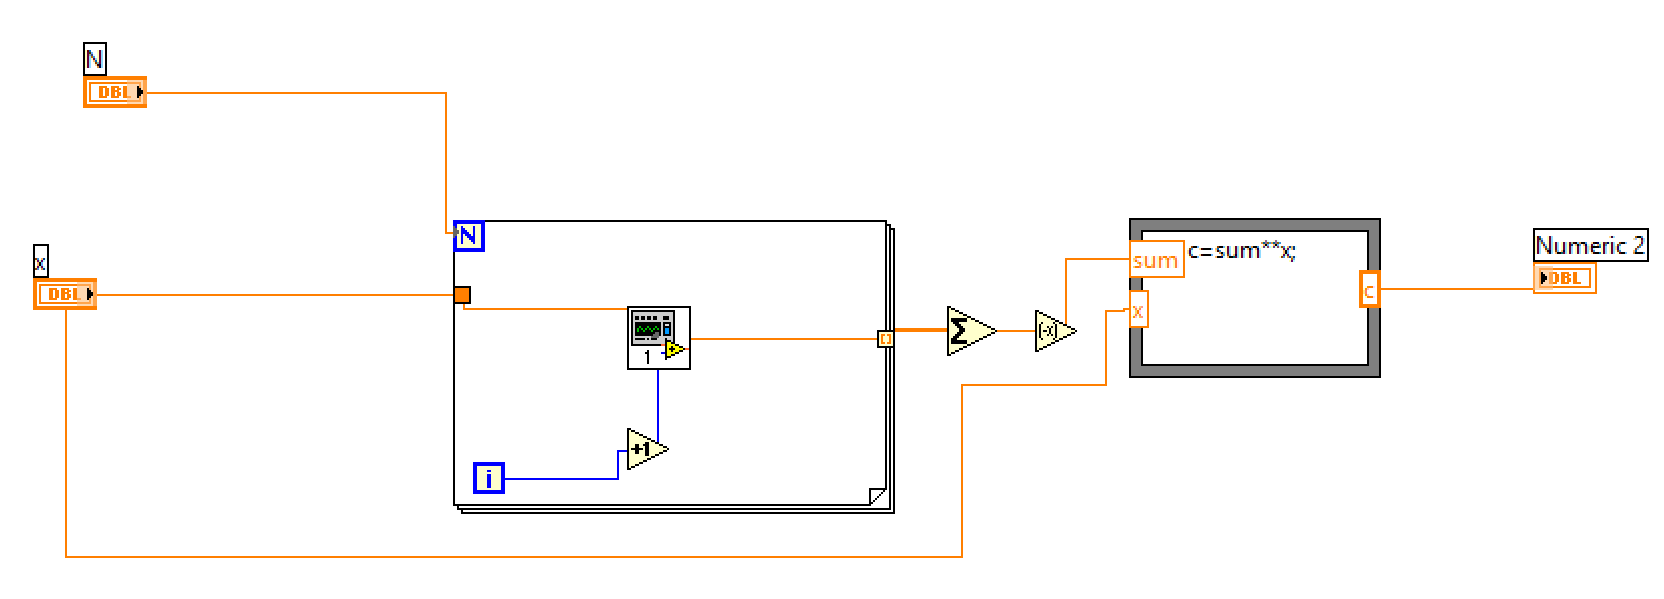 N
DBL
x
DBL
N
1
+
+1
i
Σ
(-x)
sum
c=sum**x;
x
c
Numeric 2
DBL